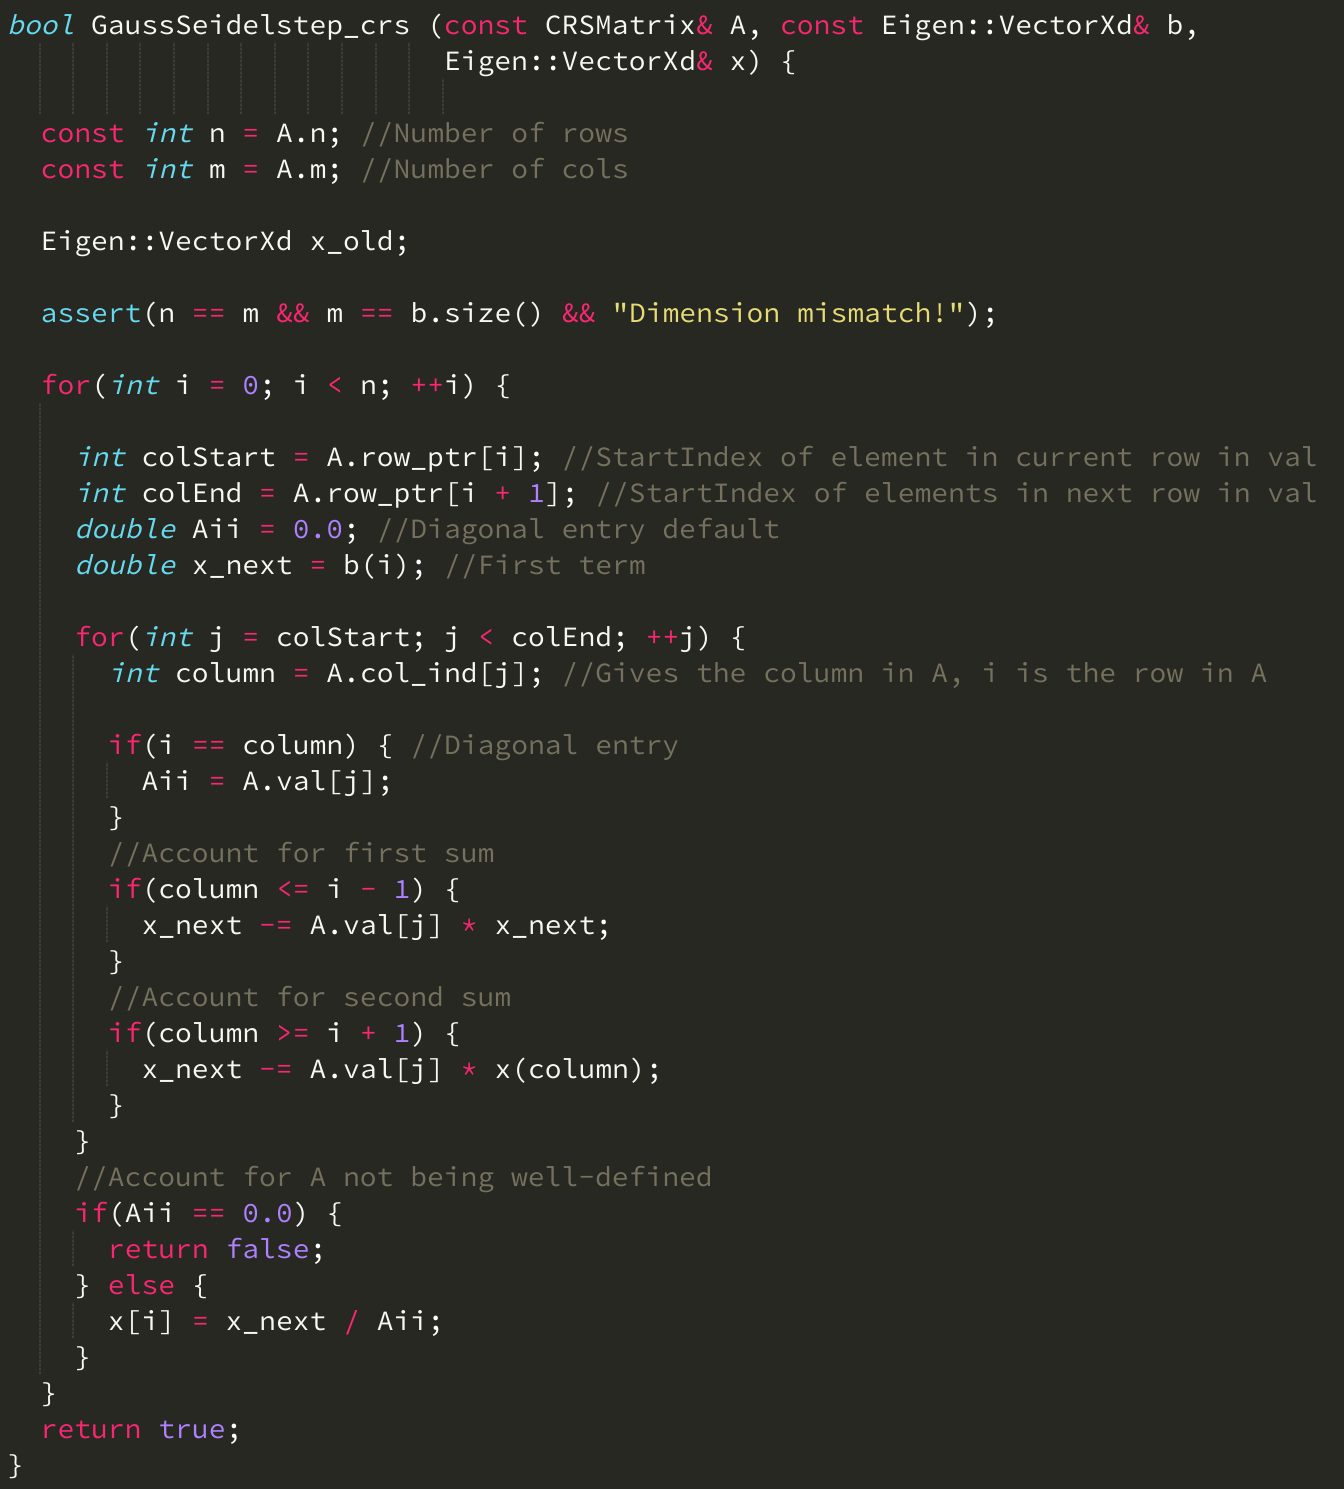 bool GaussSeidelstep_crs (const CRSMatrix& A, const Eigen::VectorXd& b,
Eigen::VectorXd& x) {
const int n = A.n; //Number of rows
const int m = A.m; //Number of cols
Eigen::VectorXd x_old;
assert(n == m && m == b.size() && "Dimension mismatch!");
for(int i = 0; i < n; ++i) {
int colStart = A.row_ptr[i]; //StartIndex of element in current row in val
int colEnd = A.row_ptr[i + 1]; //StartIndex of elements in next row in val
double Aii = 0.0; //Diagonal entry default
double x_next = b(i); //First term
for(int j = colStart; j < colEnd; ++j) {
int column = A.col_ind[j]; //Gives the column in A, i is the row in A
if(i == column) { //Diagonal entry
Aii = A.val[j];
}
//Account for first sum
if(column <= i - 1) {
x_next -= A.val[j] * x_next;
}
//Account for second sum
if(column >= i + 1) {
x_next -= A.val[j] * x(column);
}
}
//Account for A not being well-defined
if(Aii == 0.0) {
return false;
} else {
x[i] = x_next / Aii;
}
}
return true;
}